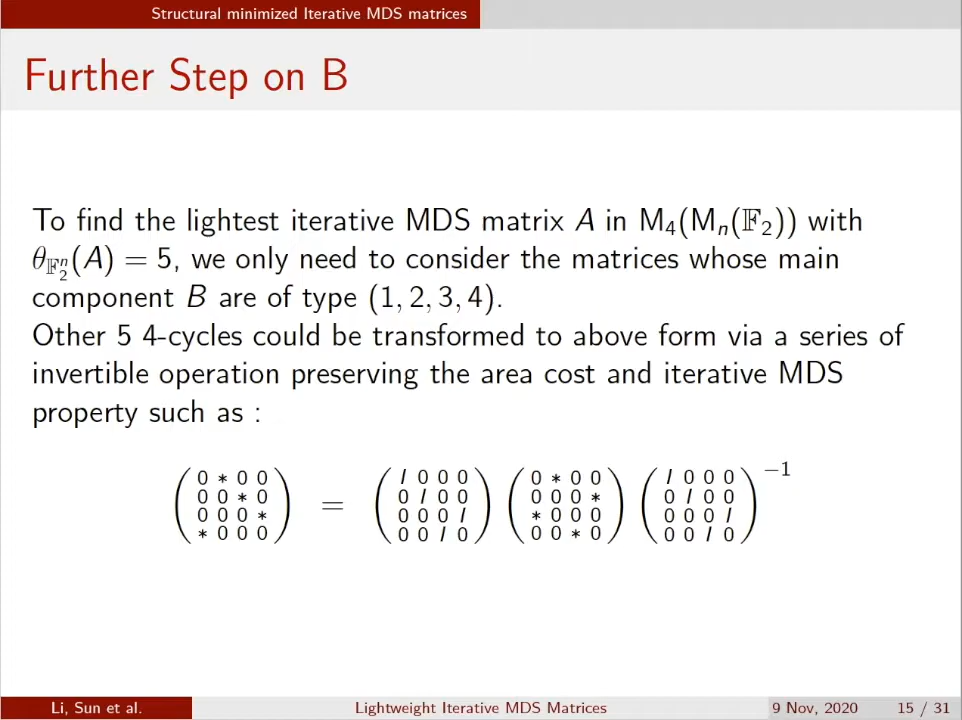 Structural minimized Iterative MDS matrices
Further Step on B
To find the lightest iterative MDS matrix A in M₄(Mₙ(𝔽₂)) with
θ_{𝔽₂ⁿ}(A) = 5, we only need to consider the matrices whose main
component B are of type (1, 2, 3, 4).
Other 5 4-cycles could be transformed to above form via a series of
invertible operation preserving the area cost and iterative MDS
property such as :
( 0 * 0 0 ) = ( I 0 0 0 ) ( 0 * 0 0 ) ( I 0 0 0 ) −1
( 0 0 * 0 ) ( 0 I 0 0 ) ( 0 0 0 * ) ( 0 I 0 0 )
( 0 0 0 * ) ( 0 0 0 I ) ( * 0 0 0 ) ( 0 0 0 I )
( * 0 0 0 ) ( 0 0 I 0 ) ( 0 0 * 0 ) ( 0 0 I 0 )
Li, Sun et al. Lightweight Iterative MDS Matrices 9 Nov, 2020 15 / 31